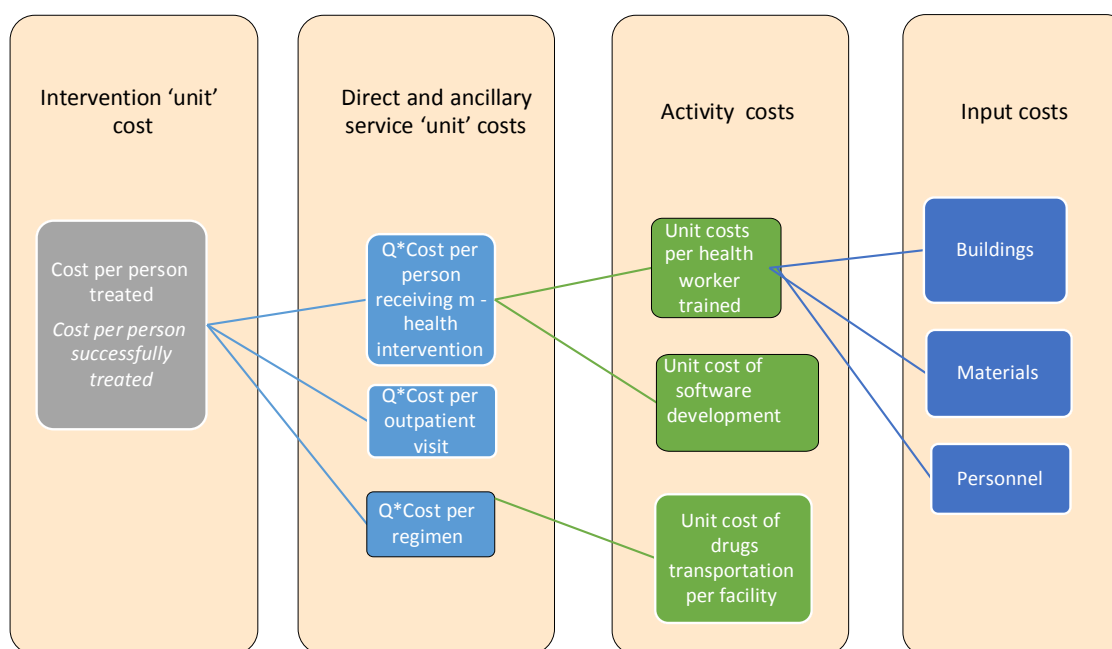 Intervention ‘unit’
cost
Direct and ancillary
service ‘unit’ costs
Activity  costs
Input costs
Cost per person
treated
Cost per person
successfully
treated
Q*Cost per
person
receiving m -
health
intervention
Q*Cost per
outpatient
visit
Q*Cost per
regimen
Unit costs
per health
worker
trained
Unit cost of
software
development
Unit cost of
drugs
transportation
per facility
Buildings
Materials
Personnel